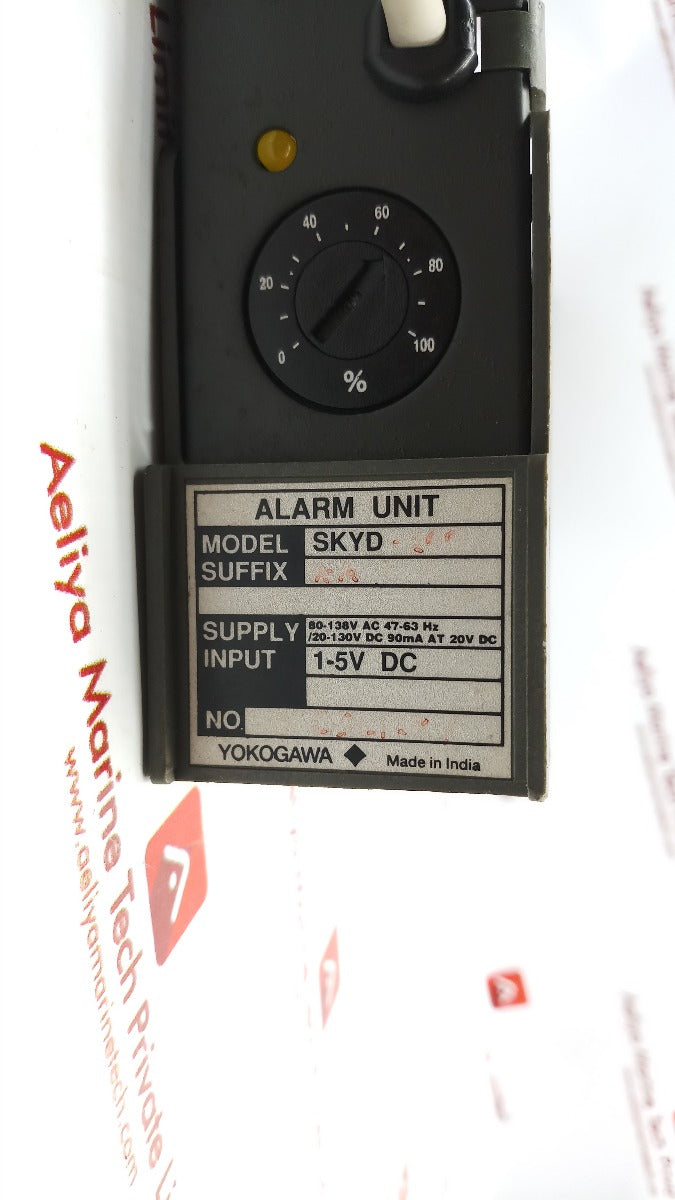 40 60
20 80
0 100
%
ALARM UNIT
MODEL SKYD
SUFFIX
SUPPLY 80-138V AC 47-63 Hz
/20-130V DC 90mA AT 20V DC
INPUT 1-5V DC
NO.
YOKOGAWA Made in India
Aeliya Marine Tech Private Li
www.aeliyamarinetech.com